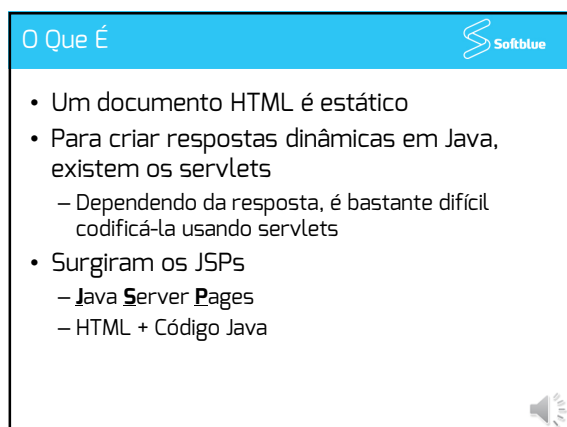 O Que É
Softblue
• Um documento HTML é estático
• Para criar respostas dinâmicas em Java,
existem os servlets
– Dependendo da resposta, é bastante difícil
codificá-la usando servlets
• Surgiram os JSPs
– Java Server Pages
– HTML + Código Java